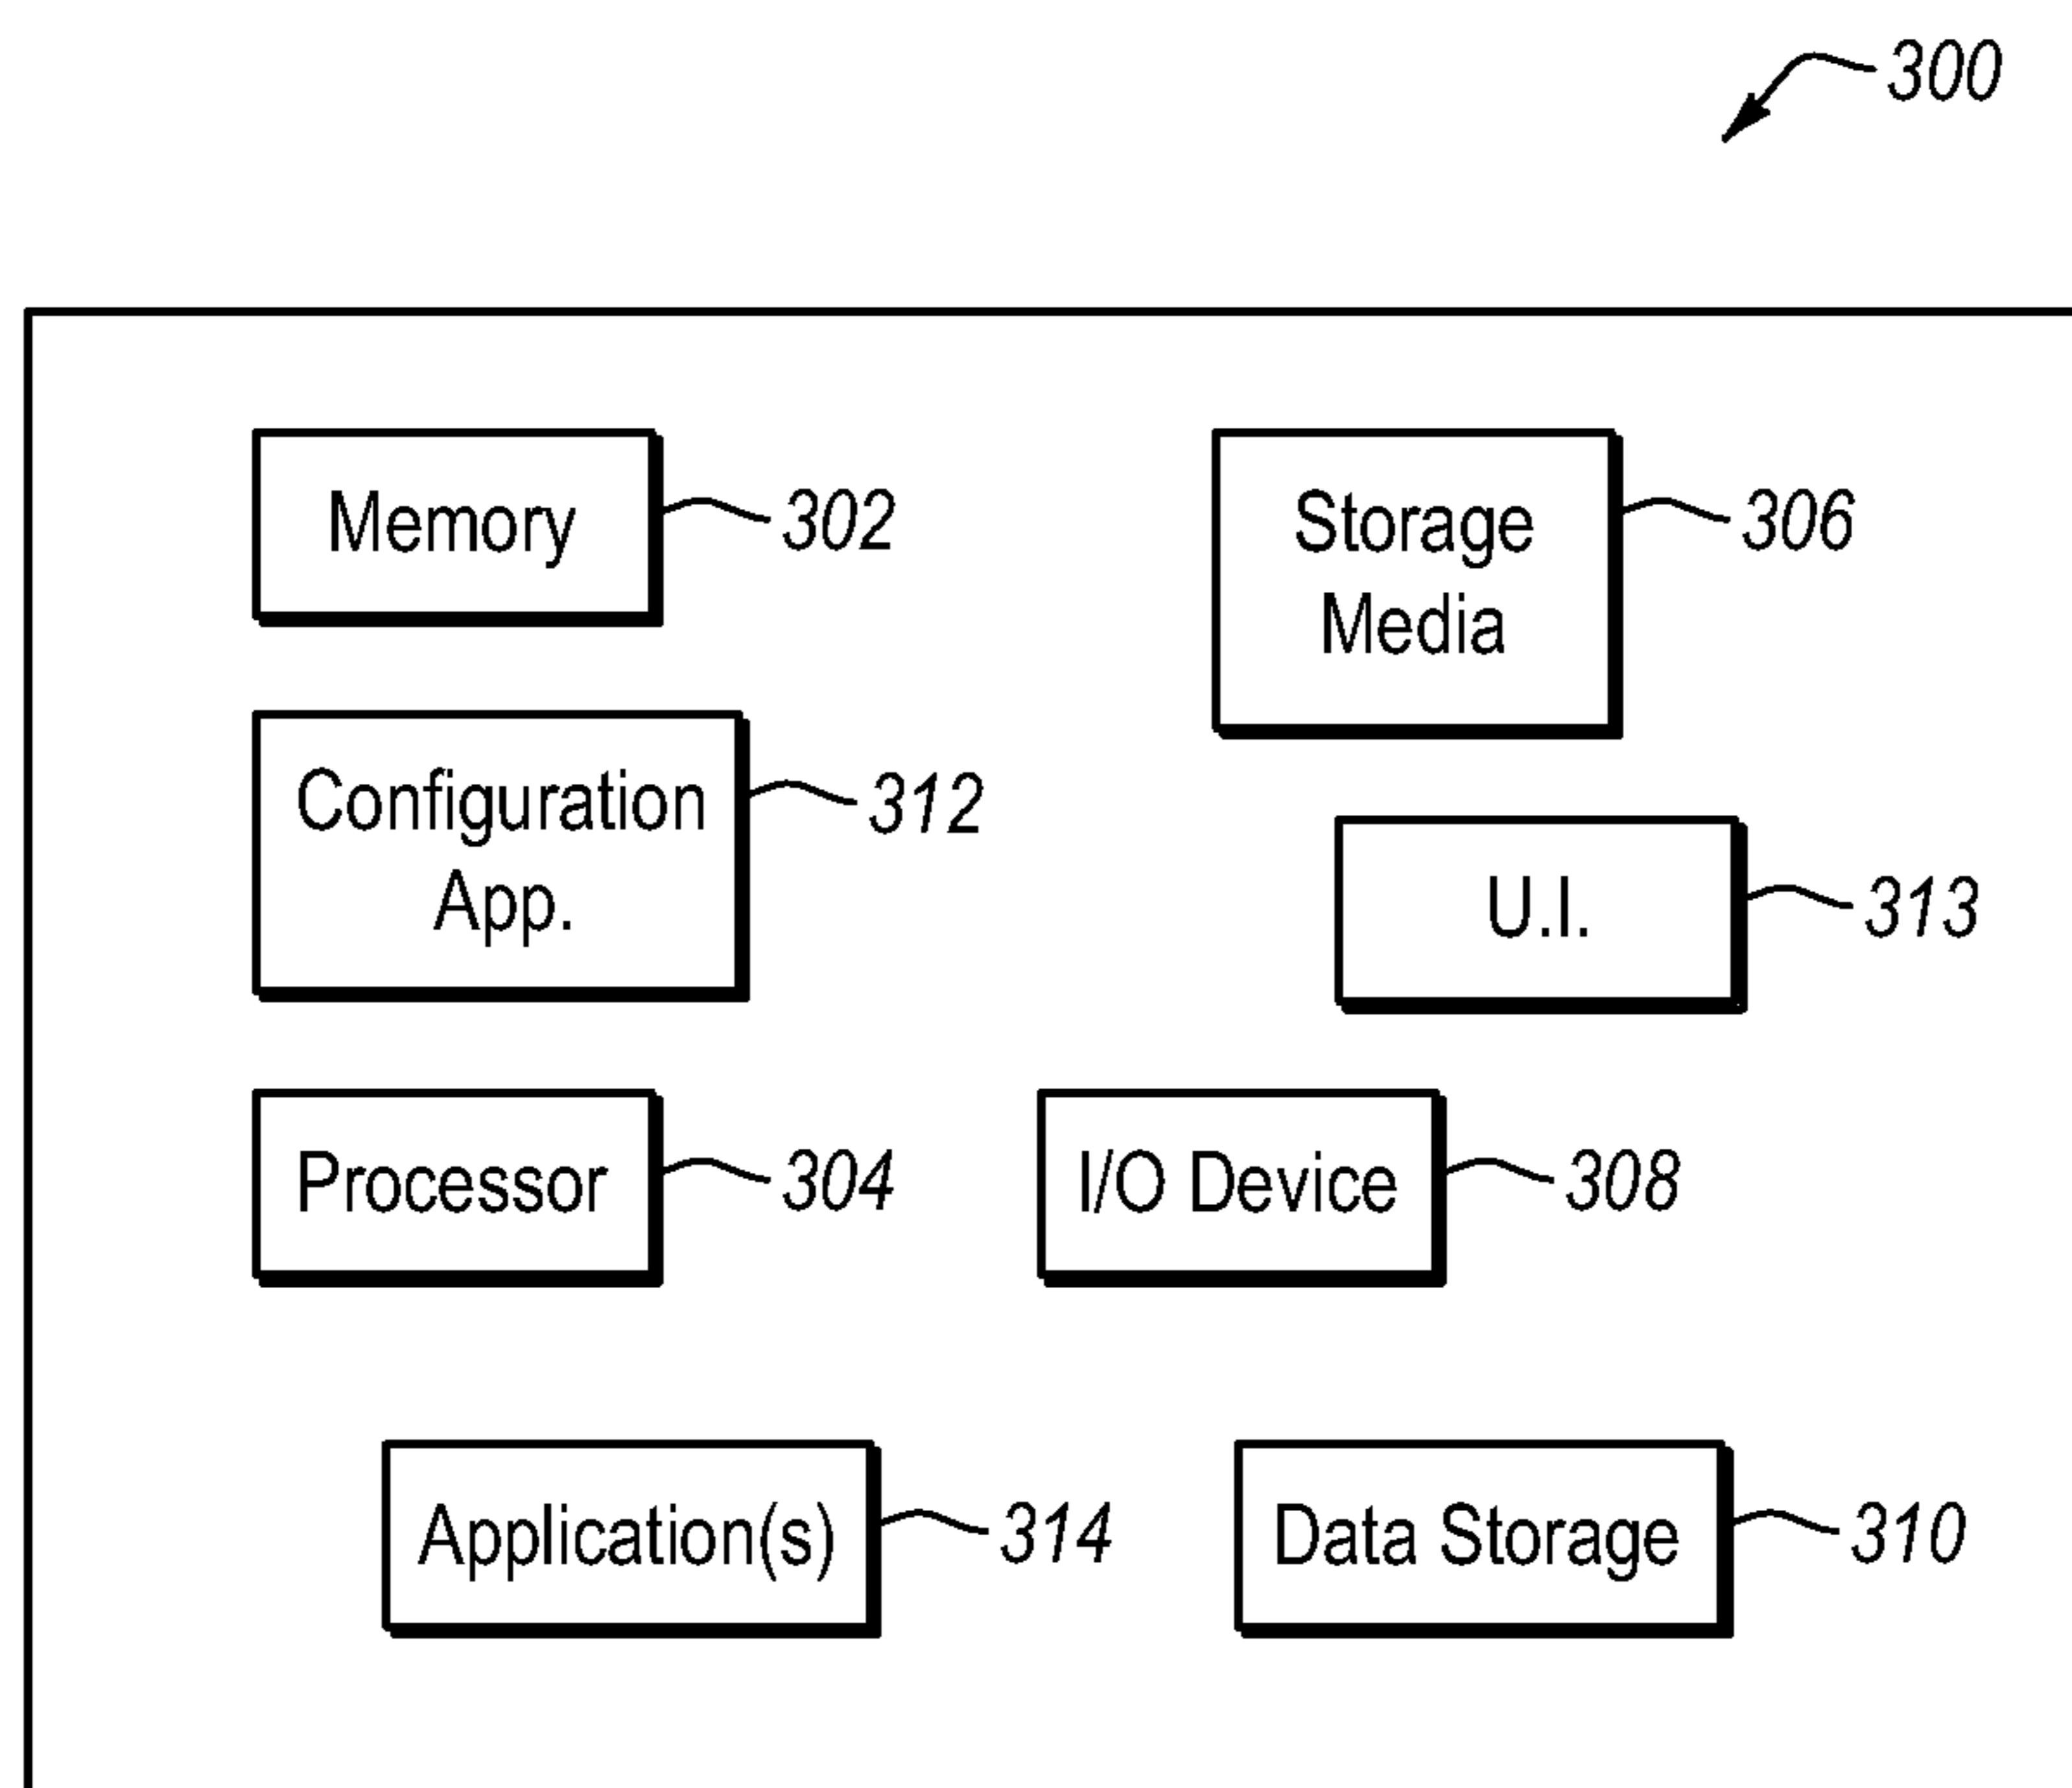 300
Memory
302
Storage
Media
306
Configuration
App.
312
U.I.
313
Processor
304
I/O Device
308
Application(s)
314
Data Storage
310